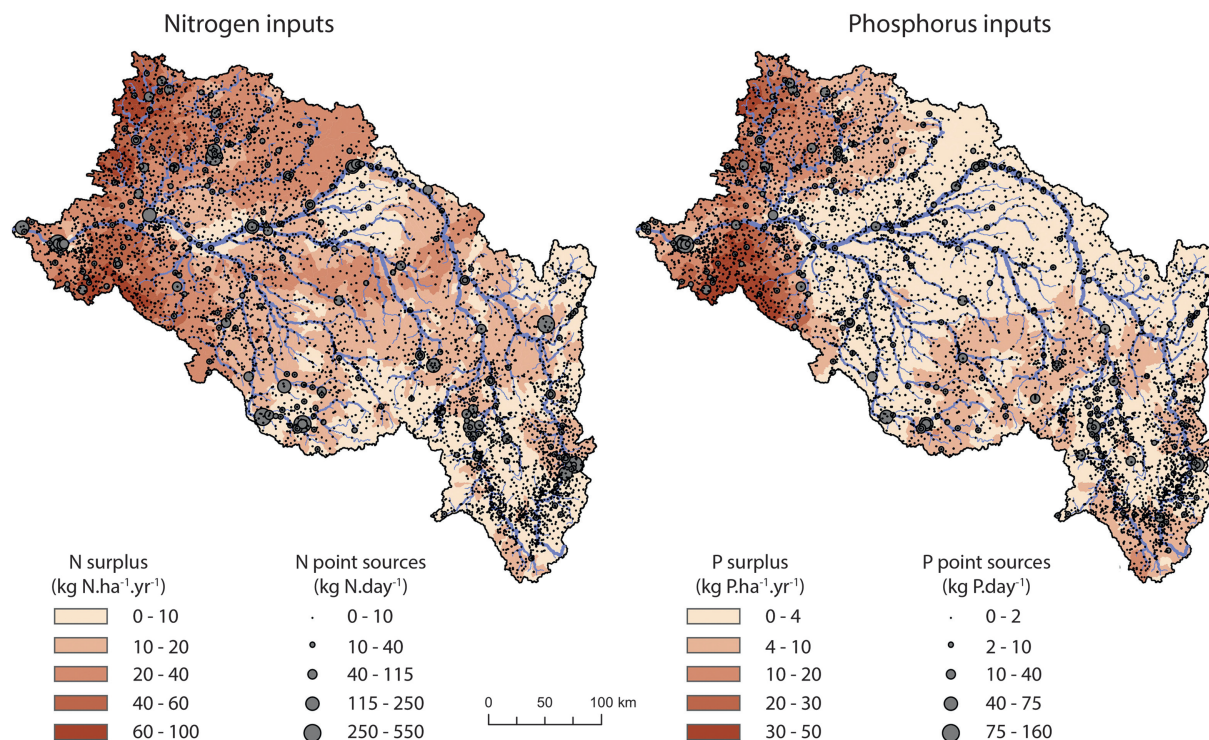 Nitrogen inputs
Phosphorus inputs
N surplus
(kg N.ha⁻¹.yr⁻¹)
0 - 10
10 - 20
20 - 40
40 - 60
60 - 100
N point sources
(kg N.day⁻¹)
0 - 10
10 - 40
40 - 115
115 - 250
250 - 550
0 50 100 km
P surplus
(kg P.ha⁻¹.yr⁻¹)
0 - 4
4 - 10
10 - 20
20 - 30
30 - 50
P point sources
(kg P.day⁻¹)
0 - 2
2 - 10
10 - 40
40 - 75
75 - 160